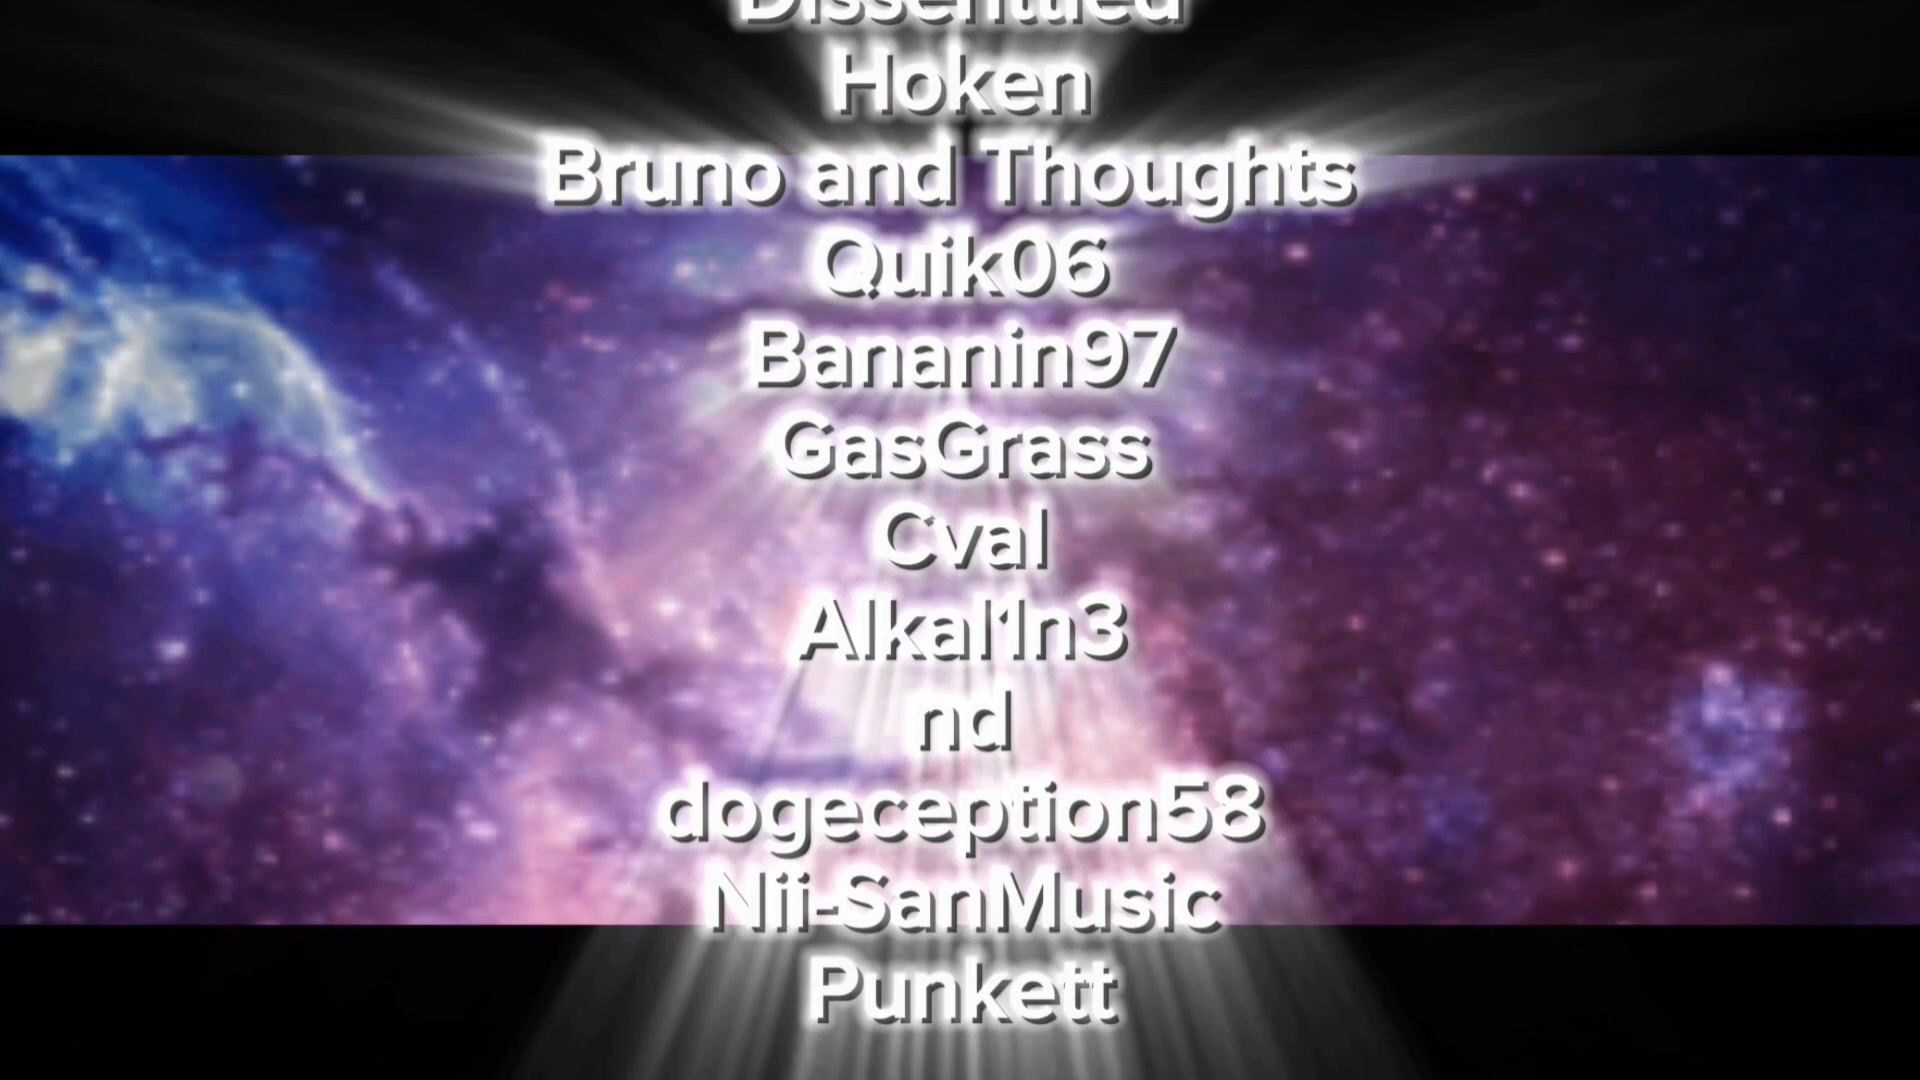 Hoken
Bruno and Thoughts
Quik06
Bananin97
GasGrass
Cval
Alkal1n3
nd
dogeception58
Nii-SanMusic
Punkett